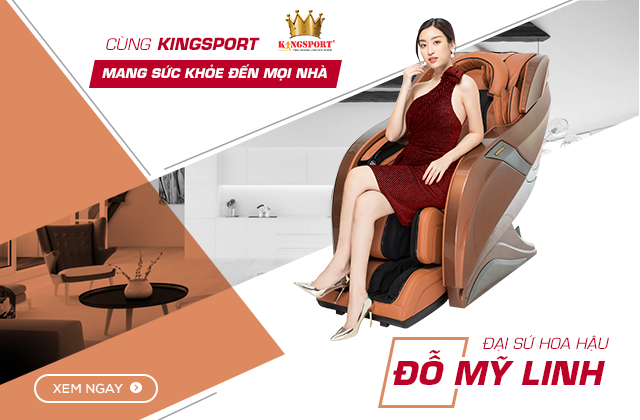 CÙNG KINGSPORT
KINGSPORT
MANG SỨC KHỎE ĐẾN MỌI NHÀ
ĐẠI SỨ HOA HẬU
ĐỖ MỸ LINH
XEM NGAY